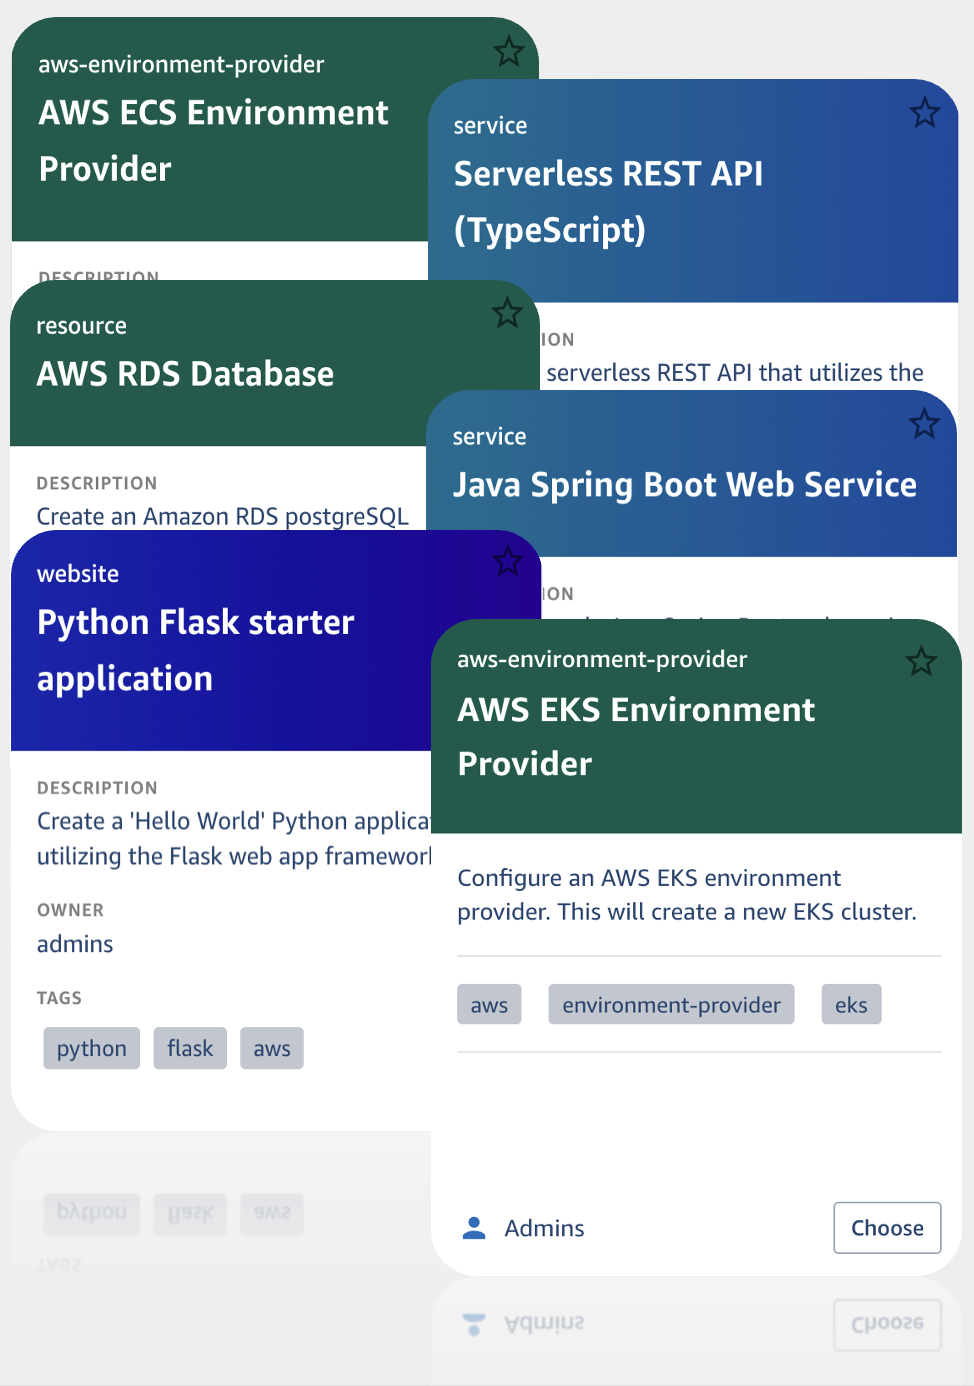 aws-environment-provider
AWS ECS Environment
Provider
DESCRIPTION
service
Serverless REST API
(TypeScript)
serverless REST API that utilizes the
resource
AWS RDS Database
DESCRIPTION
Create an Amazon RDS postgreSQL
service
Java Spring Boot Web Service
website
Python Flask starter
application
DESCRIPTION
Create a 'Hello World' Python
utilizing the Flask web app
OWNER
admins
TAGS
python flask aws
aws-environment-provider
AWS EKS Environment
Provider
Configure an AWS EKS environment
provider. This will create a new EKS cluster.
aws environment-provider eks
Admins
Choose